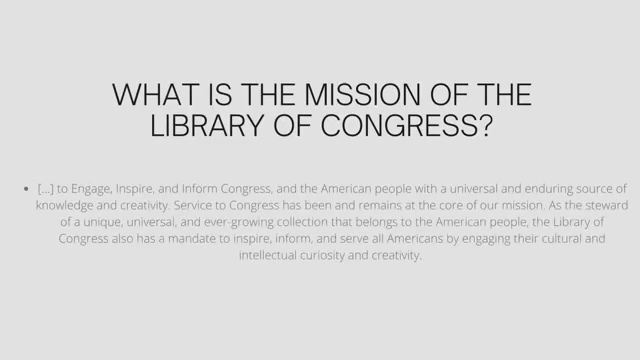 WHAT IS THE MISSION OF THE
LIBRARY OF CONGRESS?
• [...] to Engage, Inspire, and Inform Congress, and the American people with a universal and enduring source of
knowledge and creativity. Service to Congress has been and remains at the core of our mission. As the steward
of a unique, universal, and ever-growing collection that belongs to the American people, the Library of
Congress also has a mandate to inspire, inform, and serve all Americans by engaging their cultural and
intellectual curiosity and creativity.